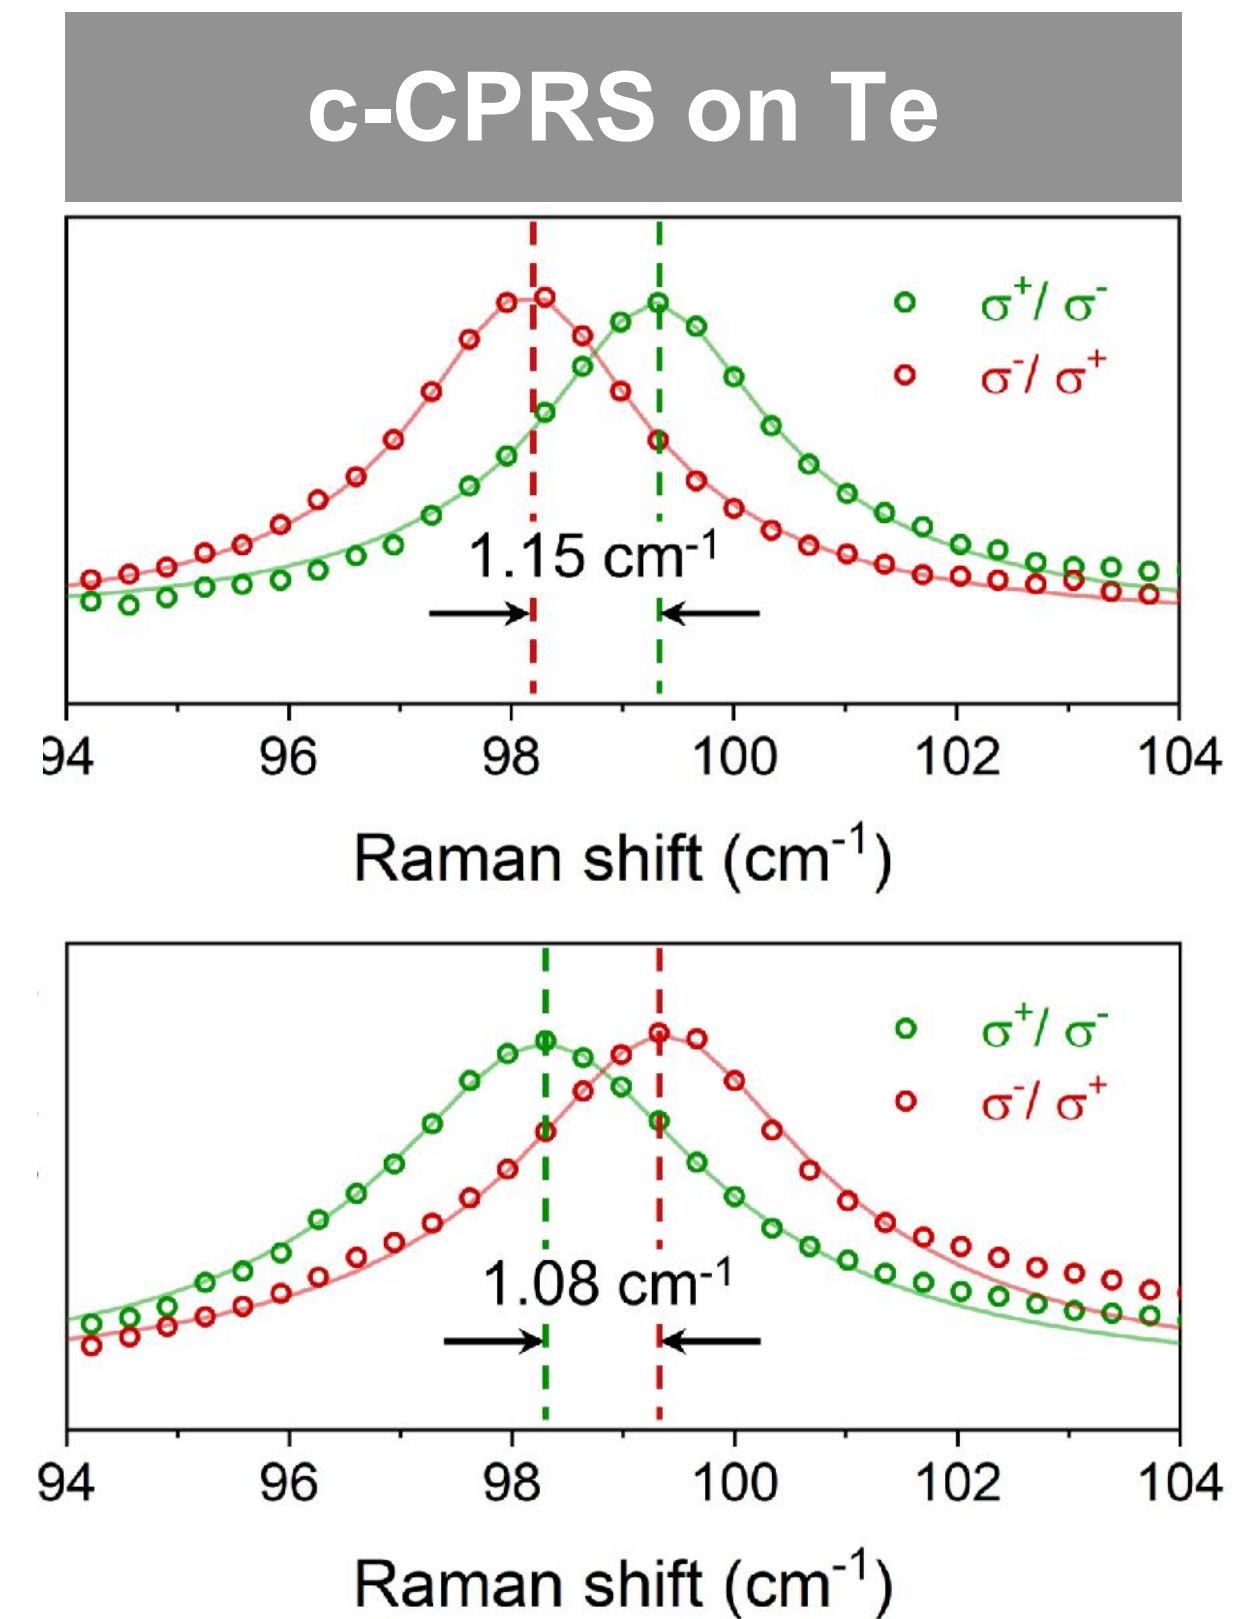 c-CPRS on Te
σ⁺/ σ⁻
σ⁻/ σ⁺
1.15 cm⁻¹
94 96 98 100 102 104
Raman shift (cm⁻¹)
σ⁺/ σ⁻
σ⁻/ σ⁺
1.08 cm⁻¹
94 96 98 100 102 104
Raman shift (cm⁻¹)